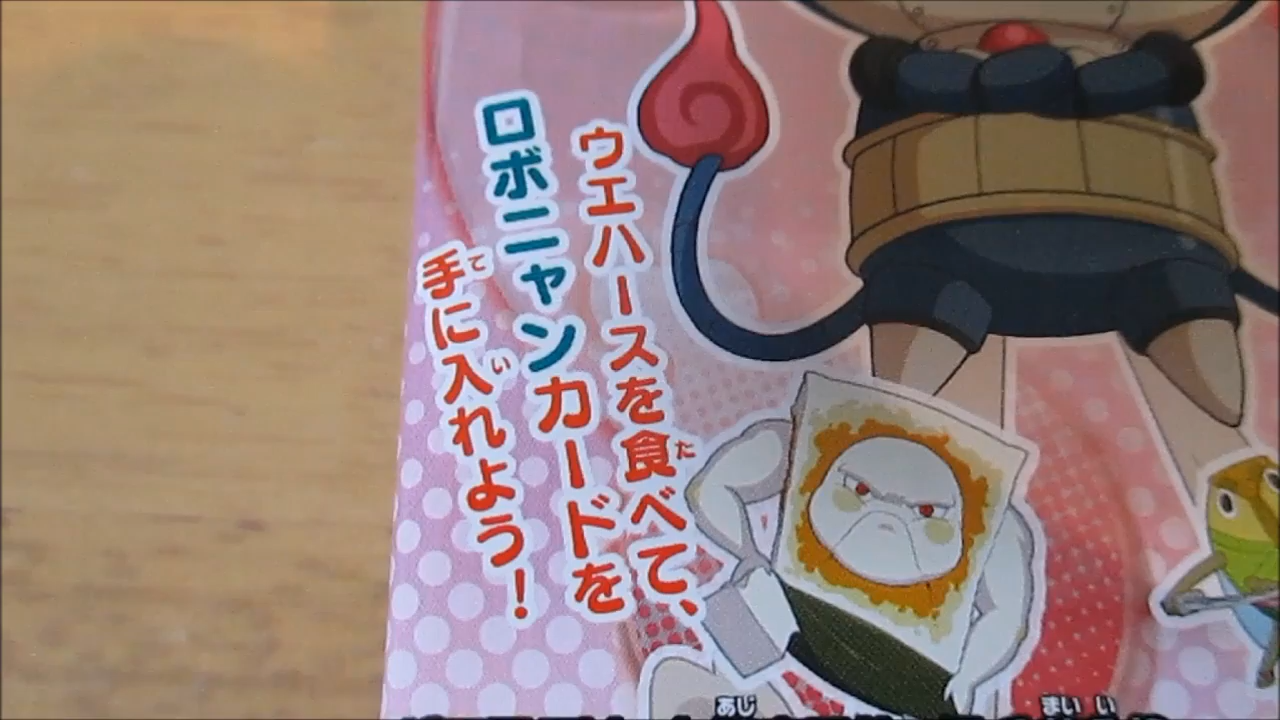 ウエハースを食べて、
ロボニャンカードを
手に入れよう！